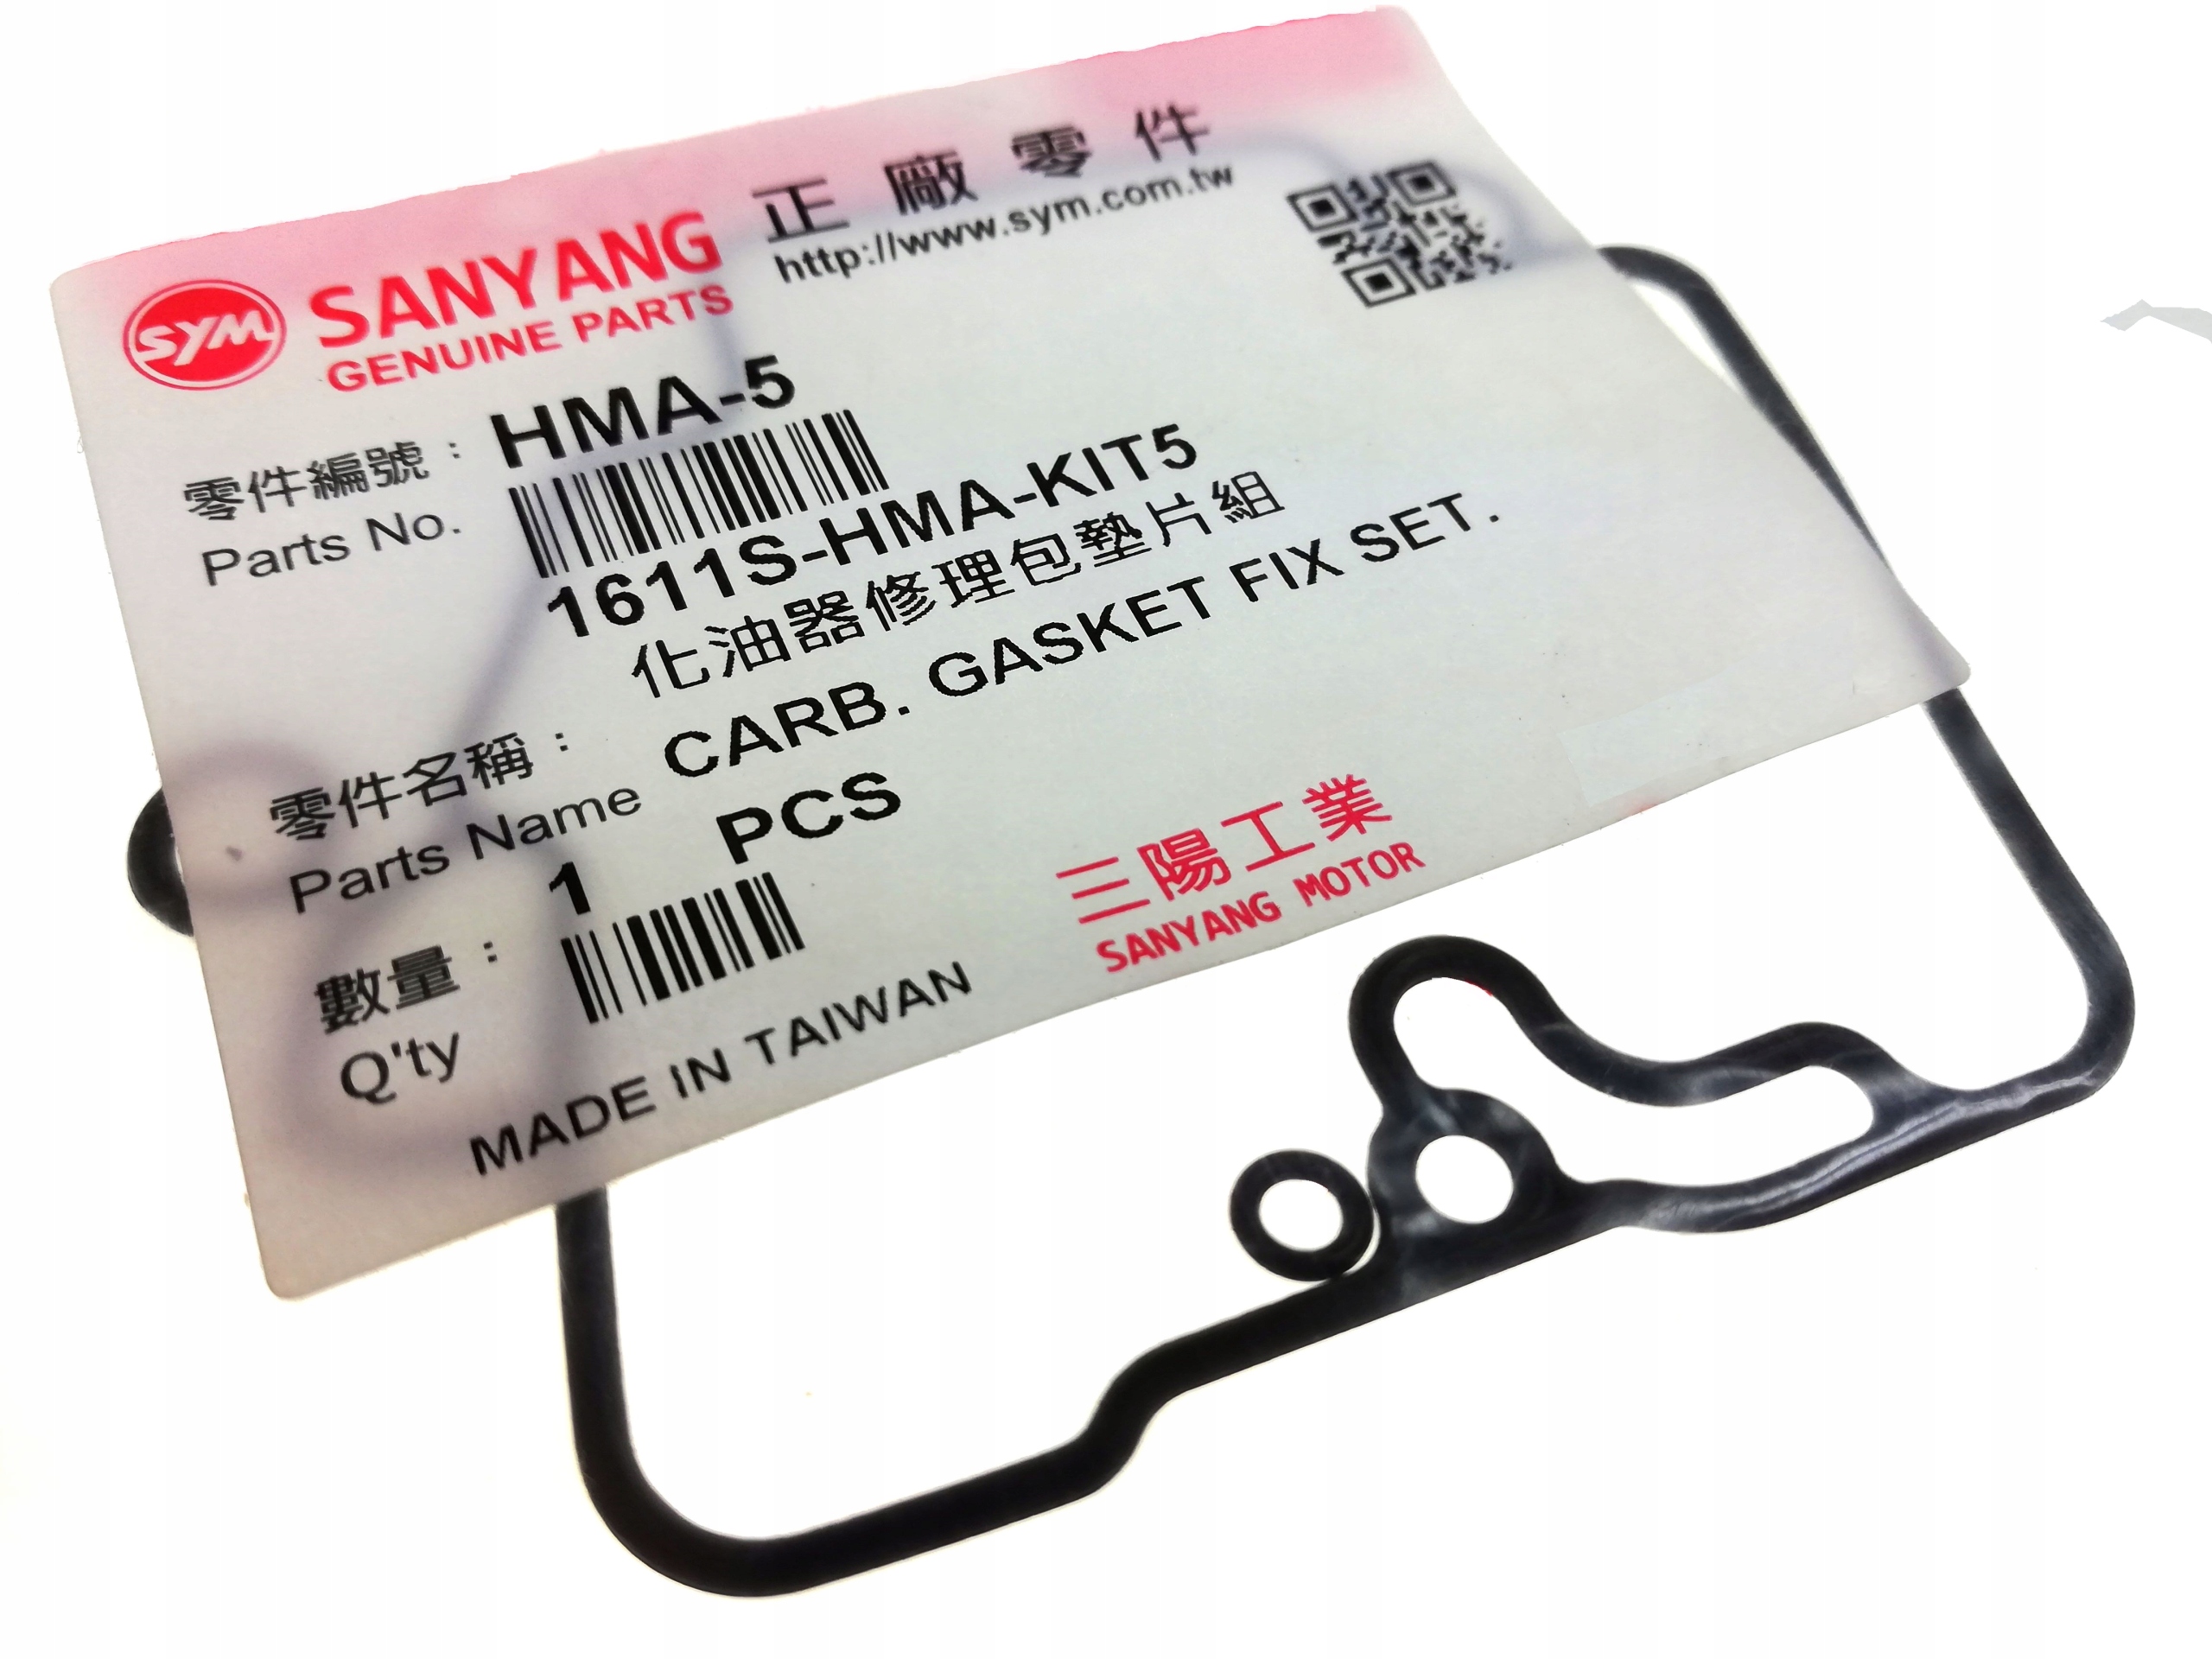 SYM SANYANG 正廠零件
GENUINE PARTS http://www.sym.com.tw
零件編號： HMA-5
Parts No.
1611S-HMA-KIT5
化油器修理包墊片組
零件名稱：
Parts Name CARB. GASKET FIX SET.
數量： 1 PCS
Q'ty
三陽工業
SANYANG MOTOR
MADE IN TAIWAN